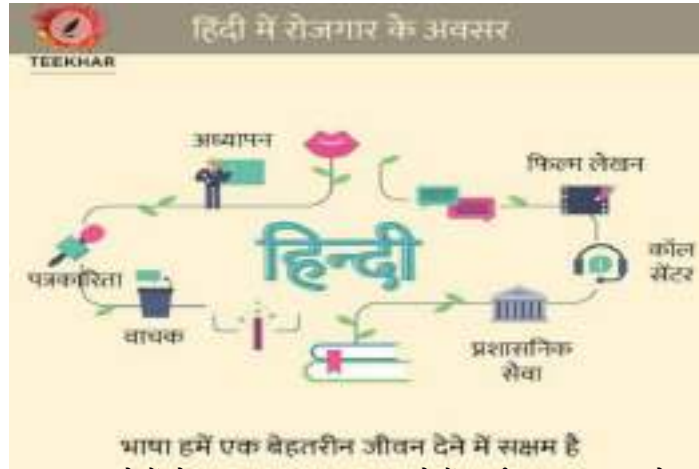 हिंदी में रोजगार के अवसर
TEEKHAR
अध्यापन
फिल्म लेखन
पत्रकारिता
हिन्दी
कॉल
सेंटर
वाचक
प्रशासनिक
सेवा
भाषा हमें एक बेहतरीन जीवन देने में सक्षम है